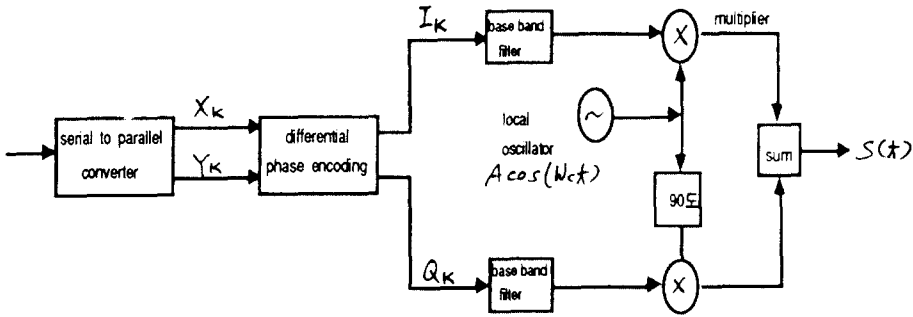 I_K
base band
filter
multiplier
X
X_K
serial to parallel
converter
differential
phase encoding
Y_K
local
oscillator
A cos(Wct)
~
sum
S(t)
90도
Q_K
base band
filter
X